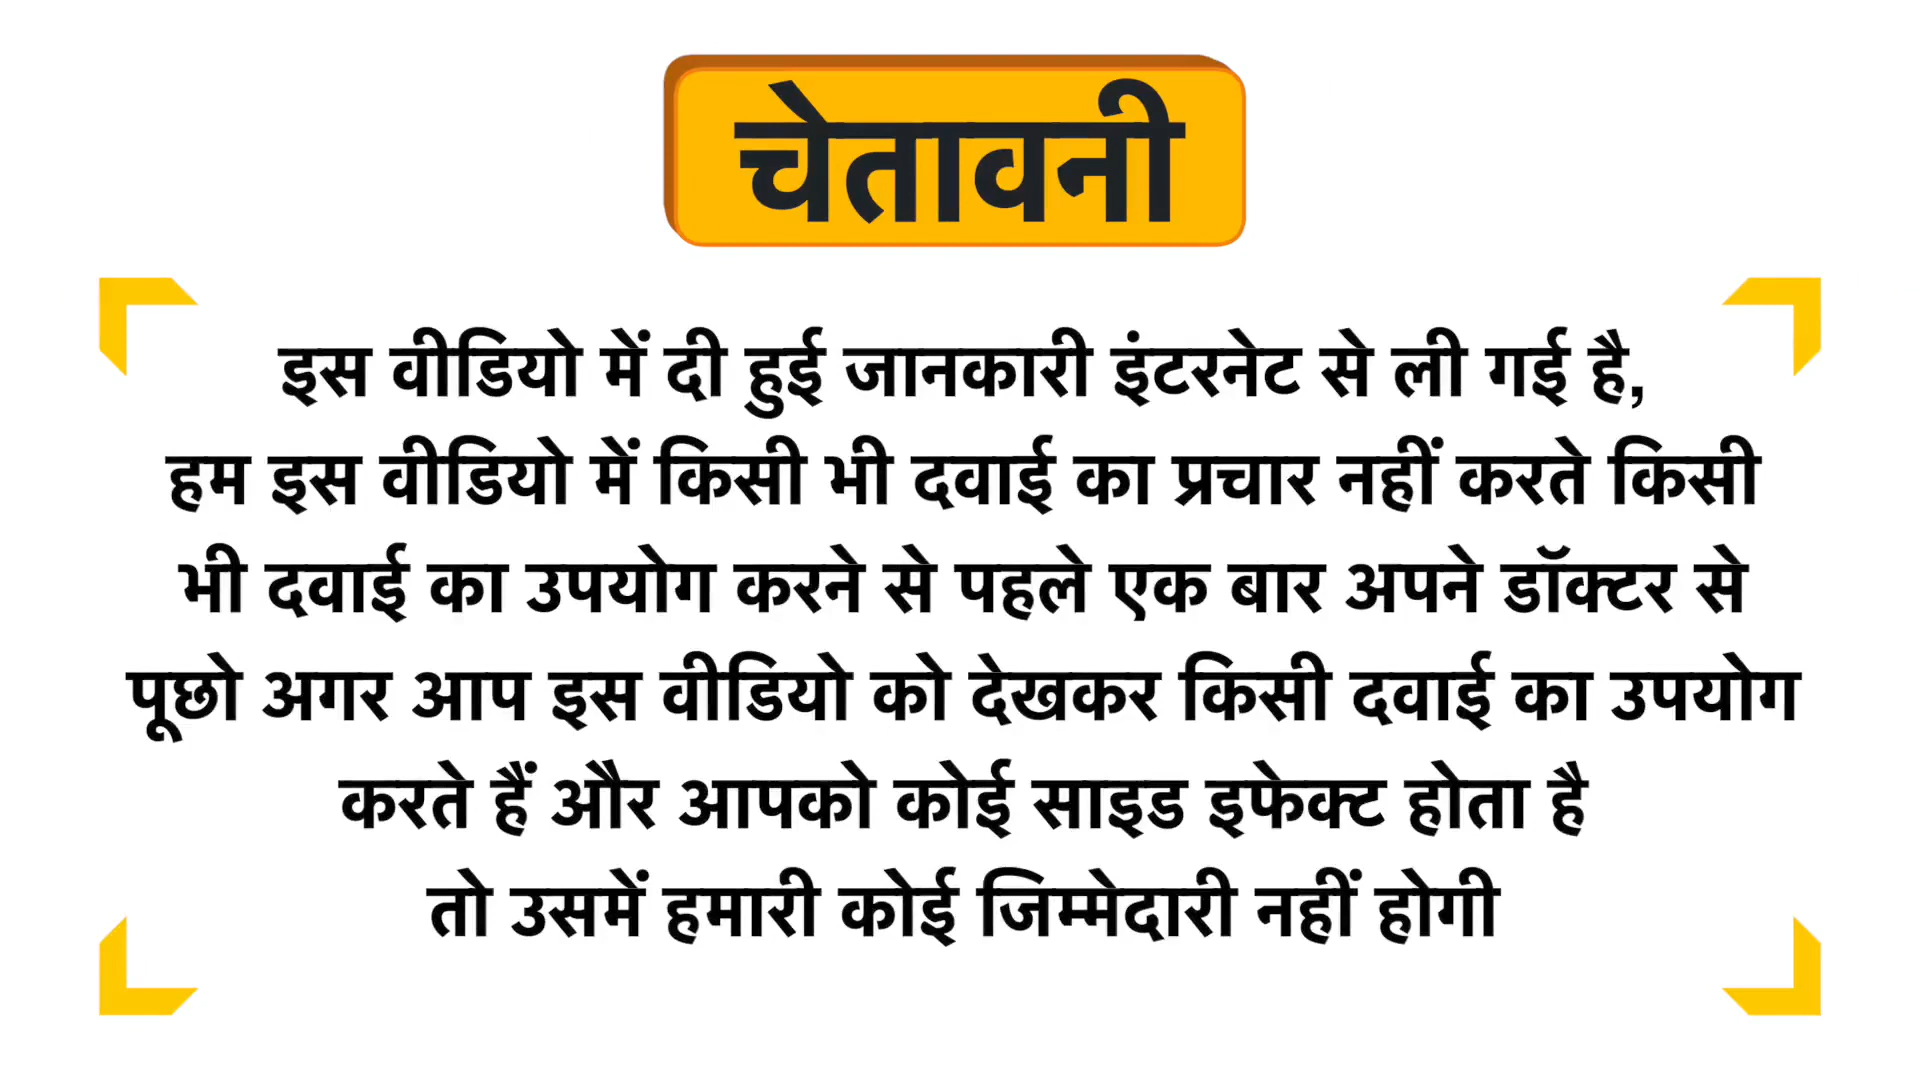 चेतावनी
इस वीडियो में दी हुई जानकारी इंटरनेट से ली गई है,
हम इस वीडियो में किसी भी दवाई का प्रचार नहीं करते किसी
भी दवाई का उपयोग करने से पहले एक बार अपने डॉक्टर से
पूछो अगर आप इस वीडियो को देखकर किसी दवाई का उपयोग
करते हैं और आपको कोई साइड इफेक्ट होता है
तो उसमें हमारी कोई जिम्मेदारी नहीं होगी